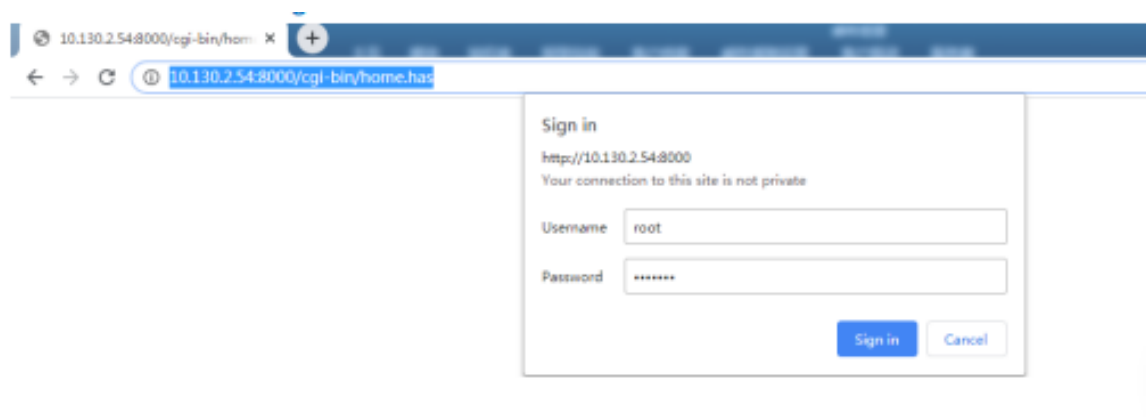 10.130.2.54:8000/cgi-bin/hom
10.130.2.54:8000/cgi-bin/home.has
Sign in
http://10.130.2.54:8000
Your connection to this site is not private
Username root
Password •••••••
Sign in Cancel